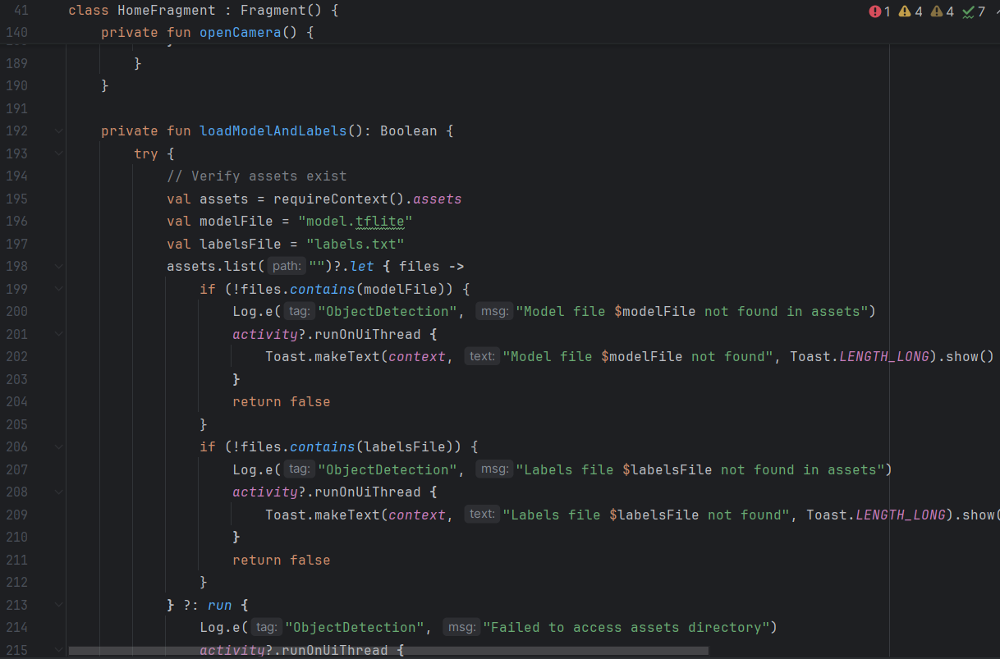 41 class HomeFragment : Fragment() { 1 4 4 7
140 private fun openCamera() {
189 }
190 }
191
192 private fun loadModelAndLabels(): Boolean {
193 try {
194 // Verify assets exist
195 val assets = requireContext().assets
196 val modelFile = "model.tflite"
197 val labelsFile = "labels.txt"
198 assets.list( path: "")?.let { files ->
199 if (!files.contains(modelFile)) {
200 Log.e( tag: "ObjectDetection", msg: "Model file $modelFile not found in assets")
201 activity?.runOnUiThread {
202 Toast.makeText(context, text: "Model file $modelFile not found", Toast.LENGTH_LONG).show()
203 }
204 return false
205 }
206 if (!files.contains(labelsFile)) {
207 Log.e( tag: "ObjectDetection", msg: "Labels file $labelsFile not found in assets")
208 activity?.runOnUiThread {
209 Toast.makeText(context, text: "Labels file $labelsFile not found", Toast.LENGTH_LONG).show(
210 }
211 return false
212 }
213 } ?: run {
214 Log.e( tag: "ObjectDetection", msg: "Failed to access assets directory")
215 activity?.runOnUiThread {